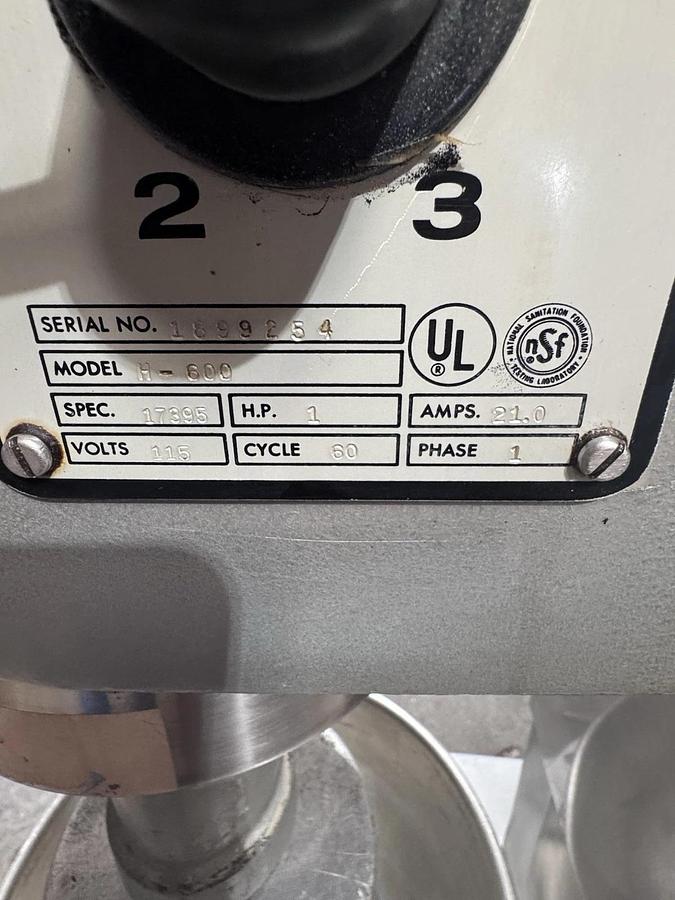 2 3
SERIAL NO. 1699254
MODEL H-600
SPEC. 17395 H.P. 1 AMPS. 21.0
VOLTS 115 CYCLE 60 PHASE 1
UL
®
NATIONAL SANITATION FOUNDATION
nsf
®
TESTING LABORATORY